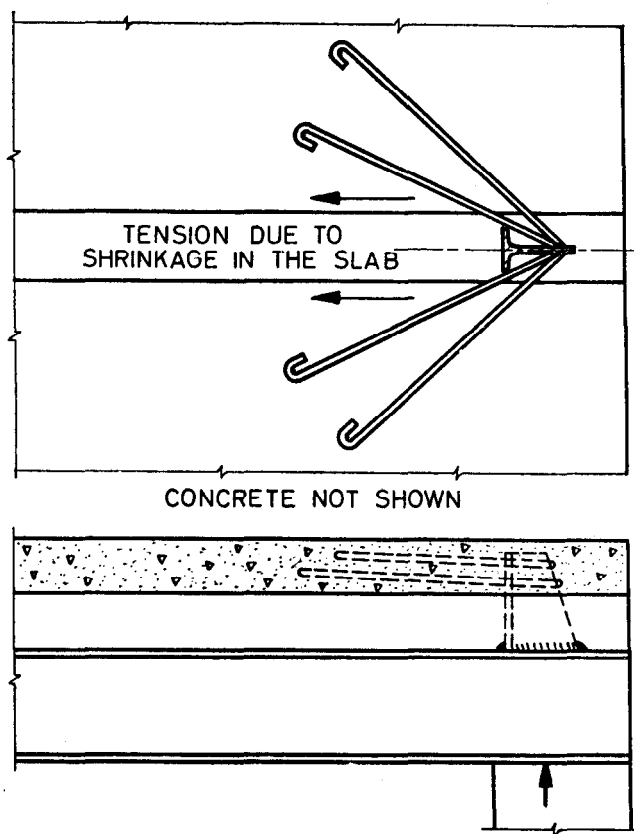 TENSION DUE TO
SHRINKAGE IN THE SLAB
CONCRETE NOT SHOWN